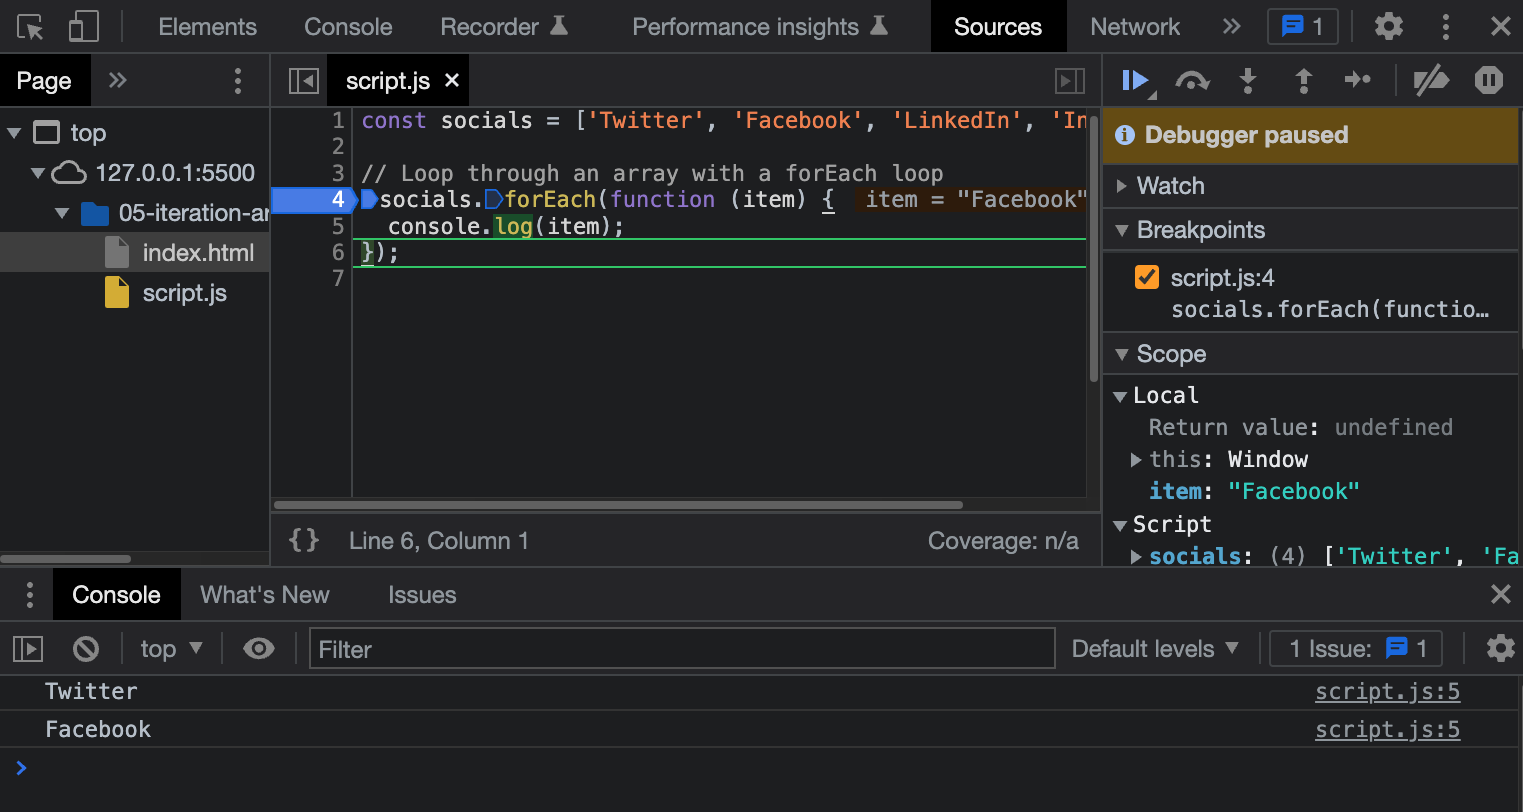 Elements Console Recorder Performance insights Sources Network » 1
Page » script.js ×
top
127.0.0.1:5500
05-iteration-ar
index.html
script.js
1 const socials = ['Twitter', 'Facebook', 'LinkedIn', 'In
2
3 // Loop through an array with a forEach loop
4 socials.forEach(function (item) { item = "Facebook"
5 console.log(item);
6 });
7
{} Line 6, Column 1 Coverage: n/a
Debugger paused
Watch
Breakpoints
script.js:4
socials.forEach(functio…
Scope
Local
Return value: undefined
this: Window
item: "Facebook"
Script
socials: (4) ['Twitter', 'Fa
Console What's New Issues
top Filter Default levels 1 Issue: 1
Twitter script.js:5
Facebook script.js:5